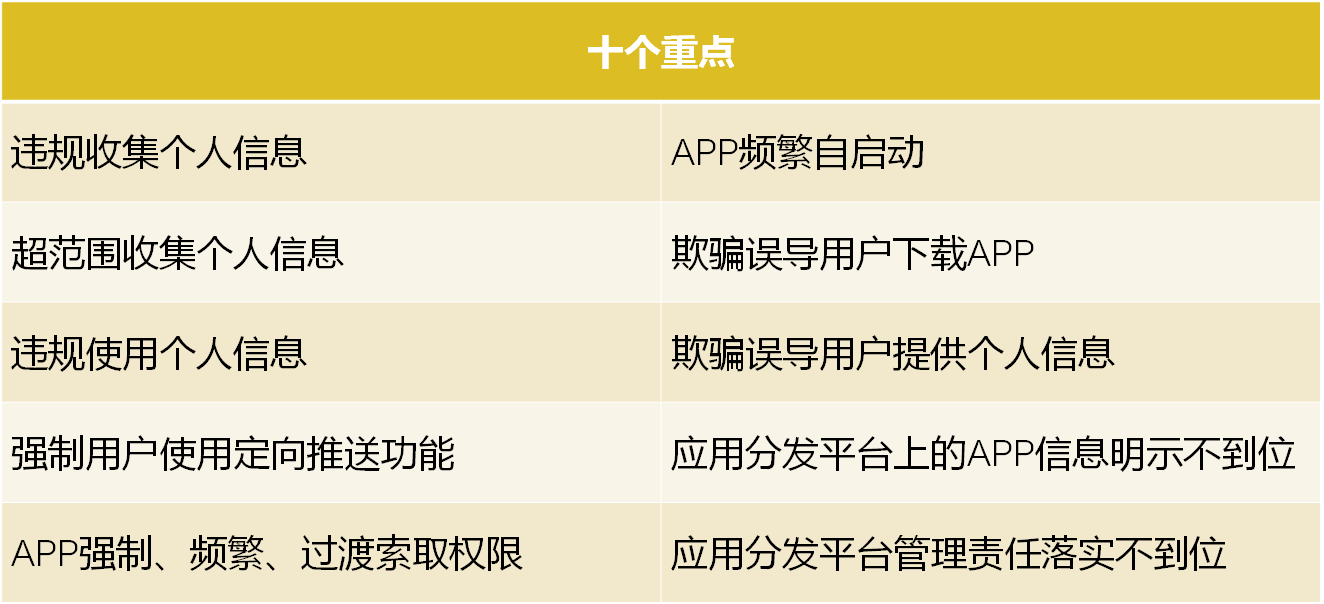 十个重点
违规收集个人信息
APP频繁自启动
超范围收集个人信息
欺骗误导用户下载APP
违规使用个人信息
欺骗误导用户提供个人信息
强制用户使用定向推送功能
应用分发平台上的APP信息明示不到位
APP强制、频繁、过渡索取权限
应用分发平台管理责任落实不到位